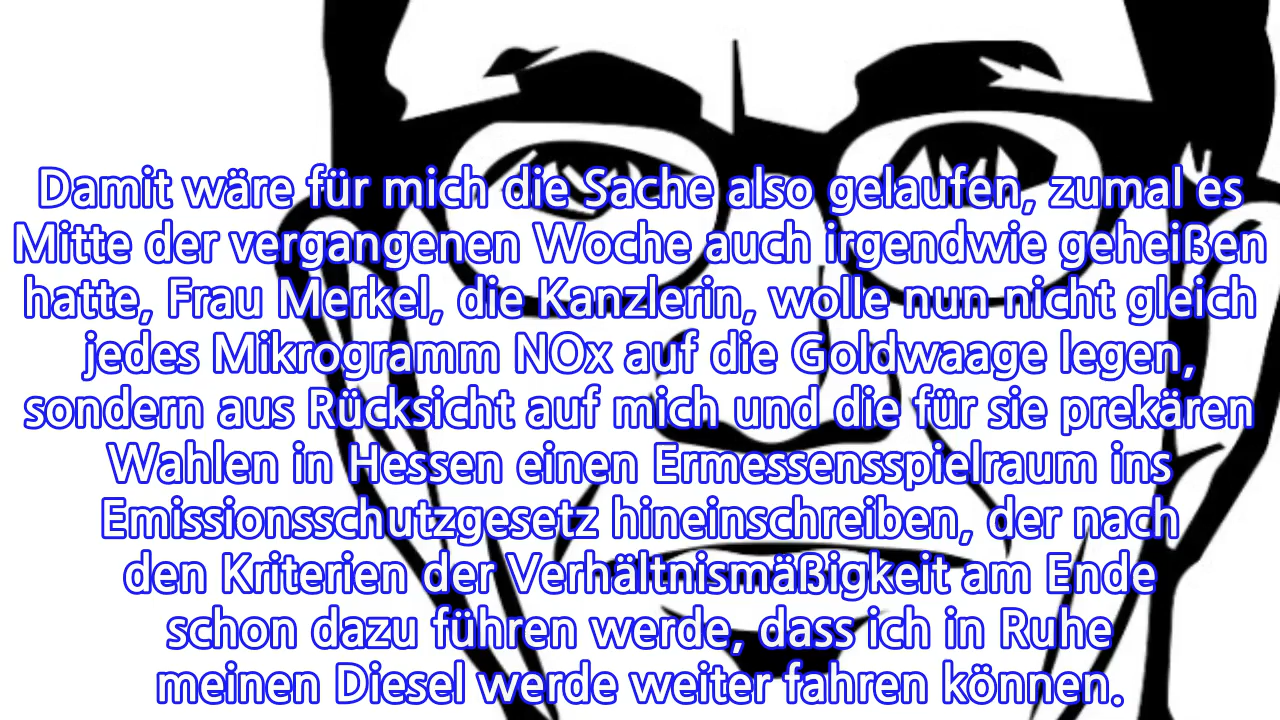 Damit wäre für mich die Sache also gelaufen, zumal es
Mitte der vergangenen Woche auch irgendwie geheißen
hatte, Frau Merkel, die Kanzlerin, wolle nun nicht gleich
jedes Mikrogramm NOx auf die Goldwaage legen,
sondern aus Rücksicht auf mich und die für sie prekären
Wahlen in Hessen einen Ermessensspielraum ins
Emissionsschutzgesetz hineinschreiben, der nach
den Kriterien der Verhältnismäßigkeit am Ende
schon dazu führen werde, dass ich in Ruhe
meinen Diesel werde weiter fahren können.